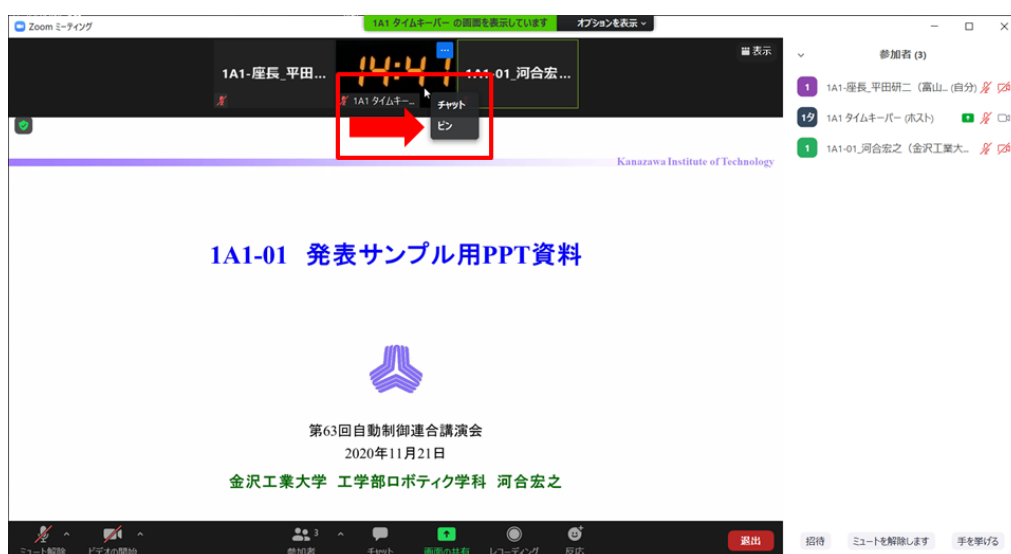 Zoom ミーティング
1A1 タイムキーパー の画面を表示しています
オプションを表示
表示
参加者 (3)
1A1-座長_平田...
14:47
1A1-01_河合宏...
1A1 タイムキー...
チャット
ピン
1 1A1-座長_平田研二（富山... (自分)
1タ 1A1 タイムキーパー (ホスト)
1 1A1-01_河合宏之（金沢工業大...
Kanazawa Institute of Technology
1A1-01 発表サンプル用PPT資料
第63回自動制御連合講演会
2020年11月21日
金沢工業大学 工学部ロボティク学科 河合宏之
ミュート解除
ビデオの開始
3
参加者
チャット
画面の共有
レコーディング
反応
退出
招待
ミュートを解除します
手を挙げる